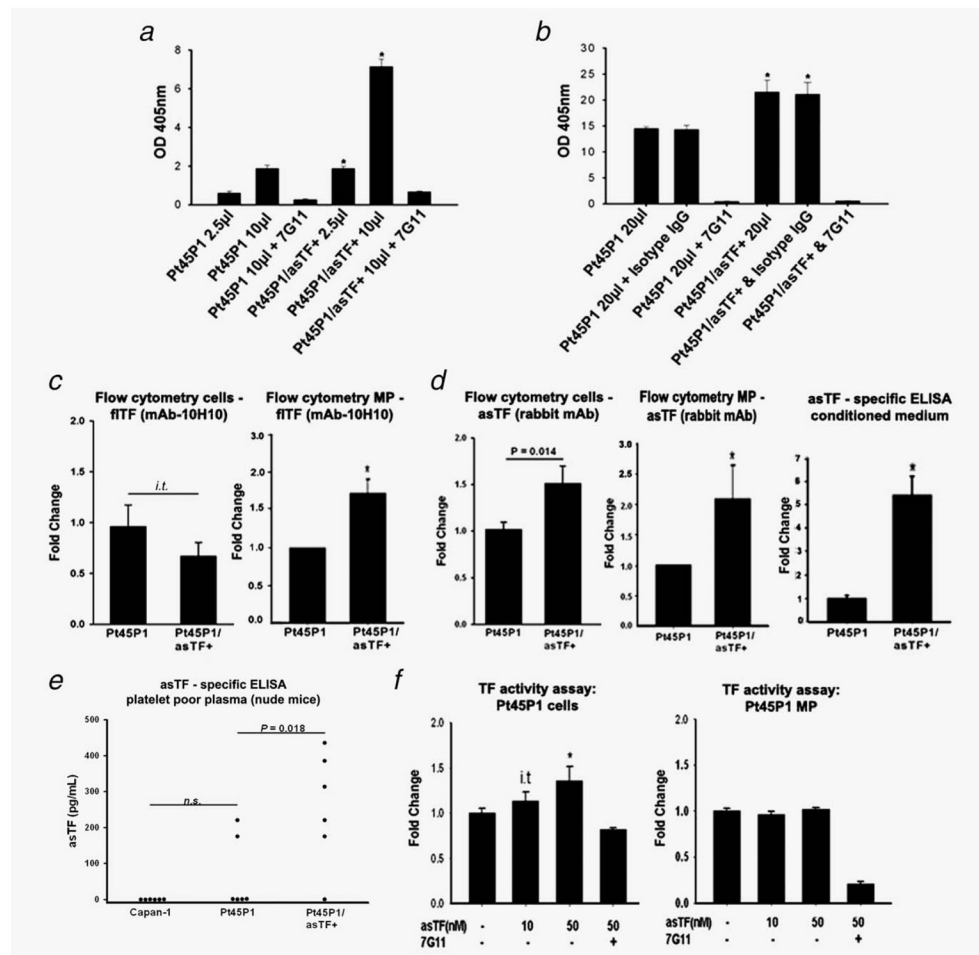 a
8
6
4
2
0
OD 405nm
*
*
Pt45P1 2.5µl
Pt45P1 10µl
Pt45P1 10µl + 7G11
Pt45P1/asTF+ 2.5µl
Pt45P1/asTF+ 10µl
Pt45P1/asTF+ 10µl + 7G11
b
30
25
20
15
10
5
0
OD 405nm
*
*
Pt45P1 20µl
Pt45P1 20µl + Isotype IgG
Pt45P1 20µl + 7G11
Pt45P1/asTF+ 20µl
Pt45P1/asTF+ & Isotype IgG
Pt45P1/asTF+ & 7G11
c
Flow cytometry cells -
flTF (mAb-10H10)
2.0
1.5
1.0
0.5
0.0
Fold Change
i.t.
Pt45P1
Pt45P1/
asTF+
Flow cytometry MP -
flTF (mAb-10H10)
3.0
2.0
1.5
1.0
0.5
0.0
Fold Change
*
Pt45P1
Pt45P1/
asTF+
d
Flow cytometry cells -
asTF (rabbit mAb)
2.0
1.5
1.0
0.5
0.0
Fold Change
P = 0.014
Pt45P1
Pt45P1/
asTF+
Flow cytometry MP -
asTF (rabbit mAb)
3.0
2.5
2.0
1.5
1.0
0.5
0.0
Fold Change
*
Pt45P1
Pt45P1/
asTF+
asTF - specific ELISA
conditioned medium
7
6
5
4
3
2
1
0
Fold Change
*
Pt45P1
Pt45P1/
asTF+
e
asTF - specific ELISA
platelet poor plasma (nude mice)
500
400
300
200
100
0
asTF (pg/mL)
n.s.
P = 0.018
Capan-1
Pt45P1
Pt45P1/
asTF+
f
TF activity assay:
Pt45P1 cells
2.0
1.5
1.0
0.5
0.0
Fold Change
i.t
*
asTF(nM) - 10 50 50
7G11 - - - +
TF activity assay:
Pt45P1 MP
2.0
1.5
1.0
0.5
0.0
Fold Change
- 10 50 50
- - - +